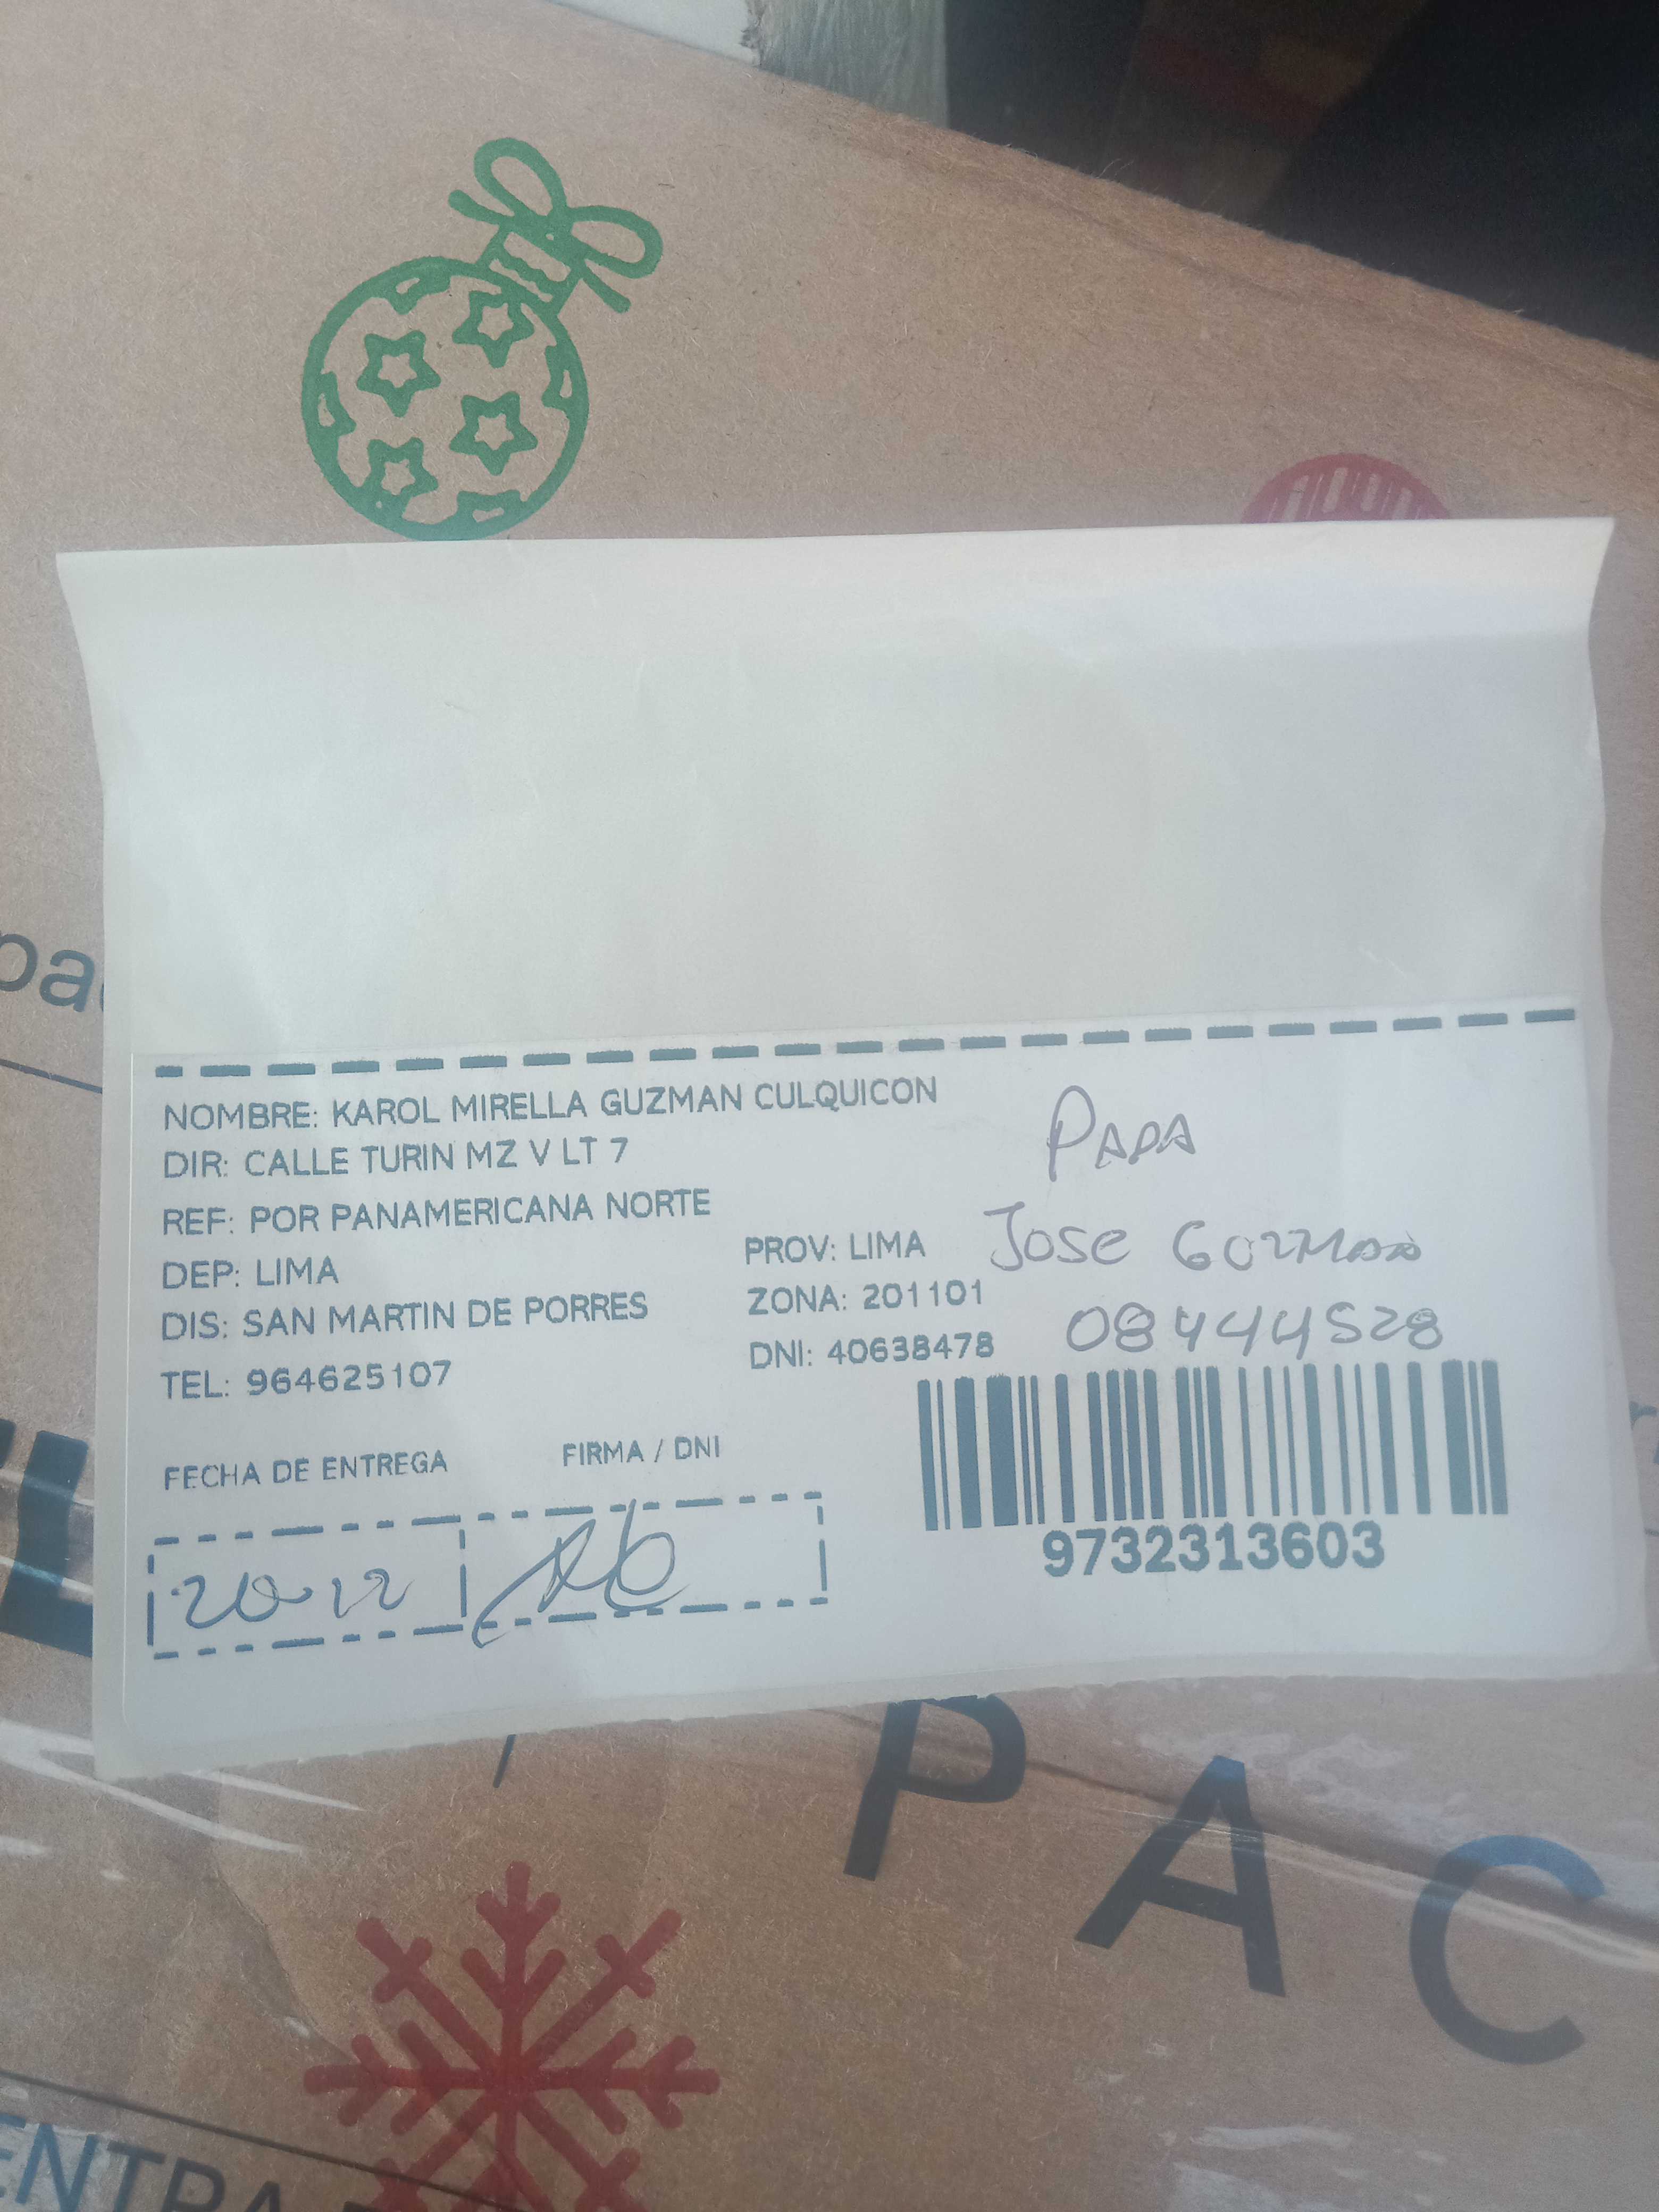 NOMBRE: KAROL MIRELLA GUZMAN CULQUICON
DIR: CALLE TURIN MZ V LT 7
REF: POR PANAMERICANA NORTE
DEP: LIMA
PROV: LIMA
DIS: SAN MARTIN DE PORRES
ZONA: 201101
TEL: 964625107
DNI: 40638478
PAPA
JOSE GUZMAN
08444528
FECHA DE ENTREGA
FIRMA / DNI
20 12
9732313603
PAC